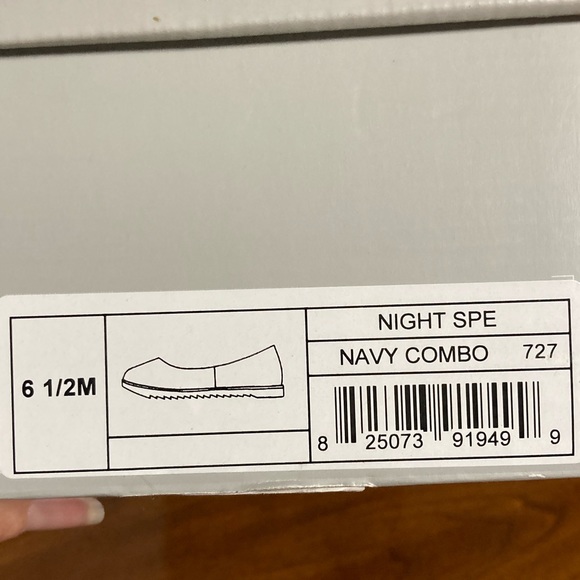 6 1/2M
NIGHT SPE
NAVY COMBO 727
8 25073 91949 9